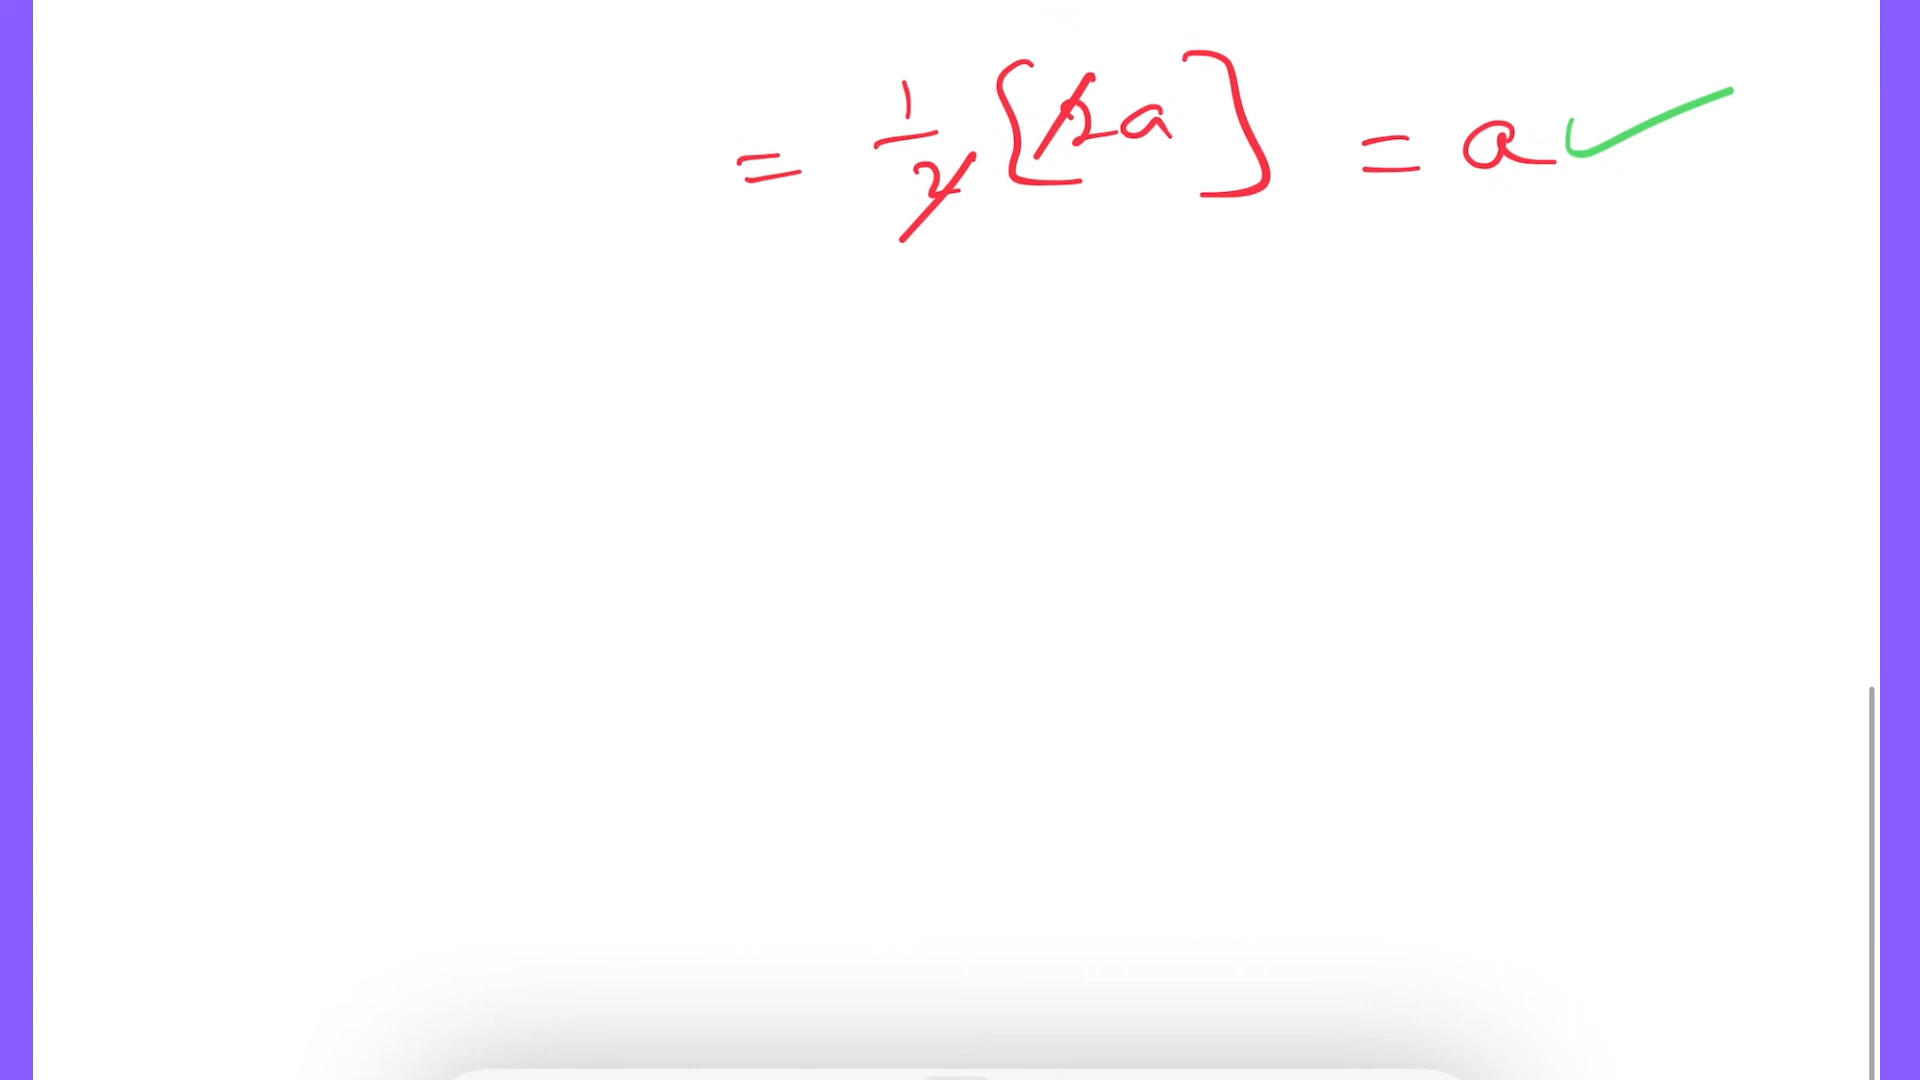 = 1/2 [2a] = a ✓